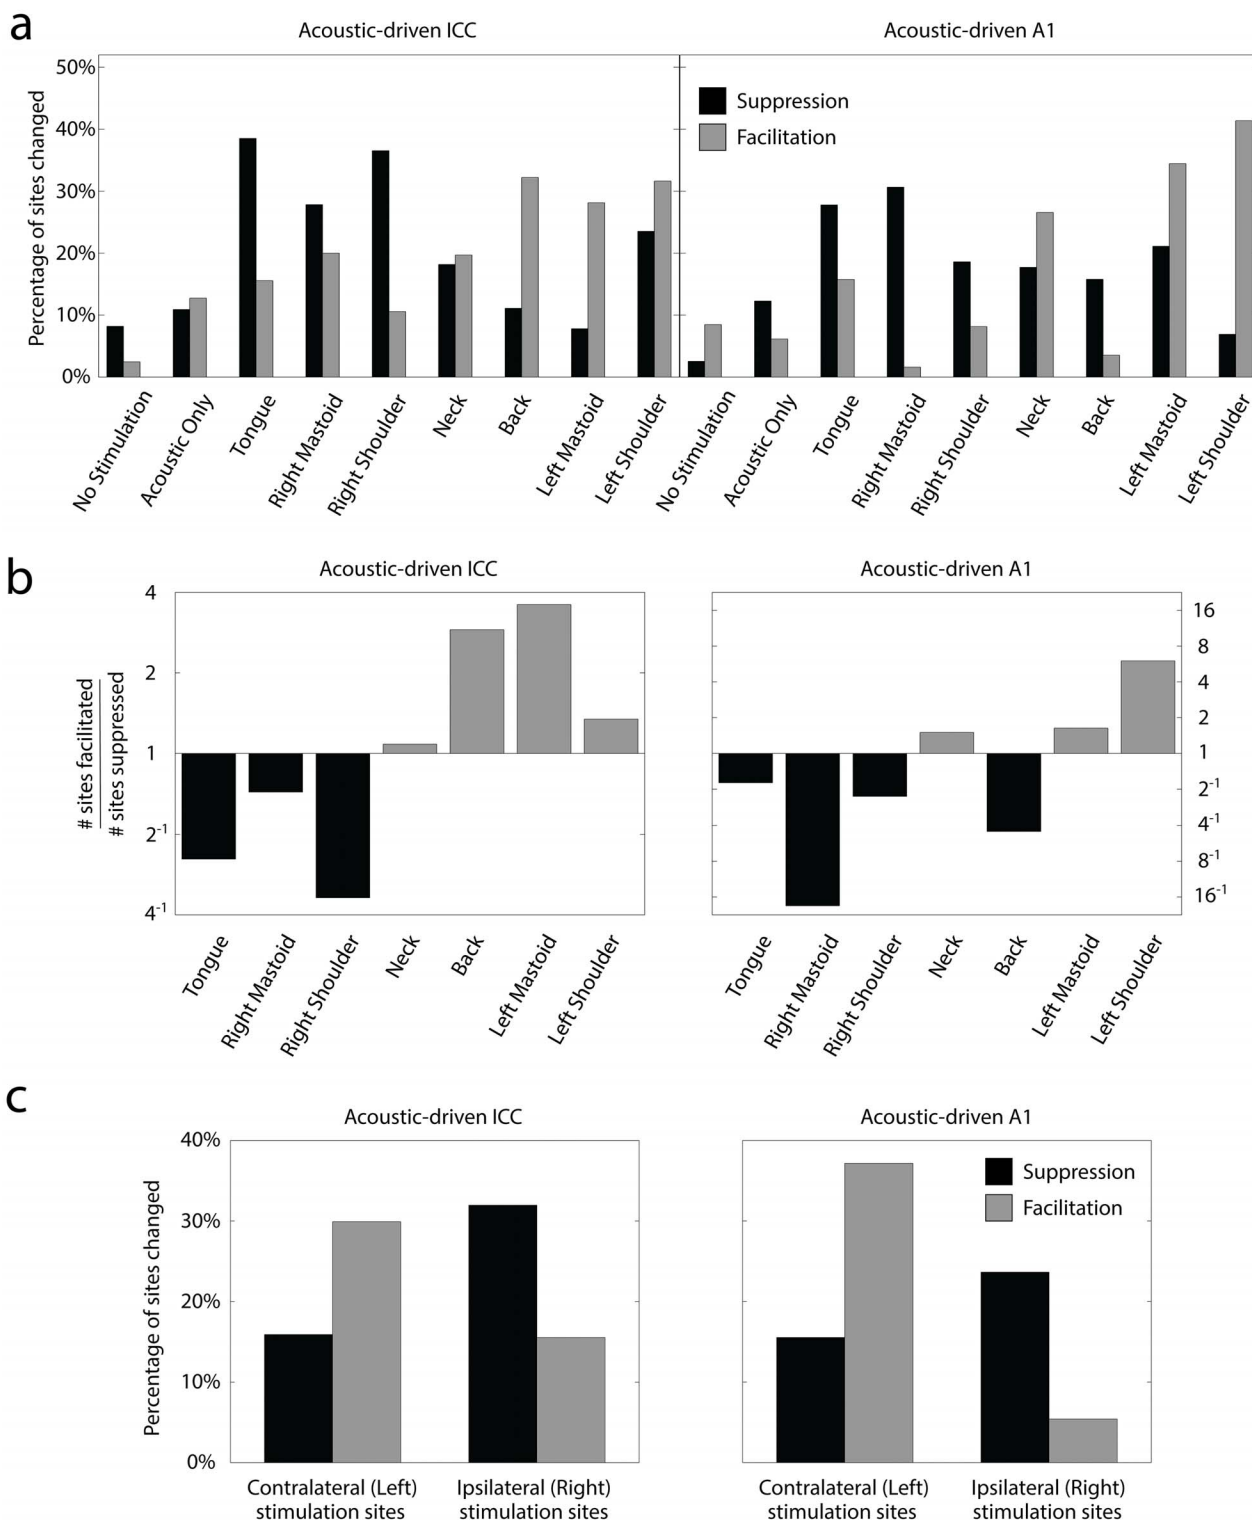 a
Acoustic-driven ICC
Acoustic-driven A1
Percentage of sites changed
50%
40%
30%
20%
10%
0%
Suppression
Facilitation
No Stimulation
Acoustic Only
Tongue
Right Mastoid
Right Shoulder
Neck
Back
Left Mastoid
Left Shoulder
No Stimulation
Acoustic Only
Tongue
Right Mastoid
Right Shoulder
Neck
Back
Left Mastoid
Left Shoulder
b
Acoustic-driven ICC
Acoustic-driven A1
# sites facilitated
# sites suppressed
4
2
1
2⁻¹
4⁻¹
16
8
4
2
1
2⁻¹
4⁻¹
8⁻¹
16⁻¹
Tongue
Right Mastoid
Right Shoulder
Neck
Back
Left Mastoid
Left Shoulder
Tongue
Right Mastoid
Right Shoulder
Neck
Back
Left Mastoid
Left Shoulder
c
Acoustic-driven ICC
Acoustic-driven A1
Percentage of sites changed
40%
30%
20%
10%
0%
Suppression
Facilitation
Contralateral (Left)
stimulation sites
Ipsilateral (Right)
stimulation sites
Contralateral (Left)
stimulation sites
Ipsilateral (Right)
stimulation sites